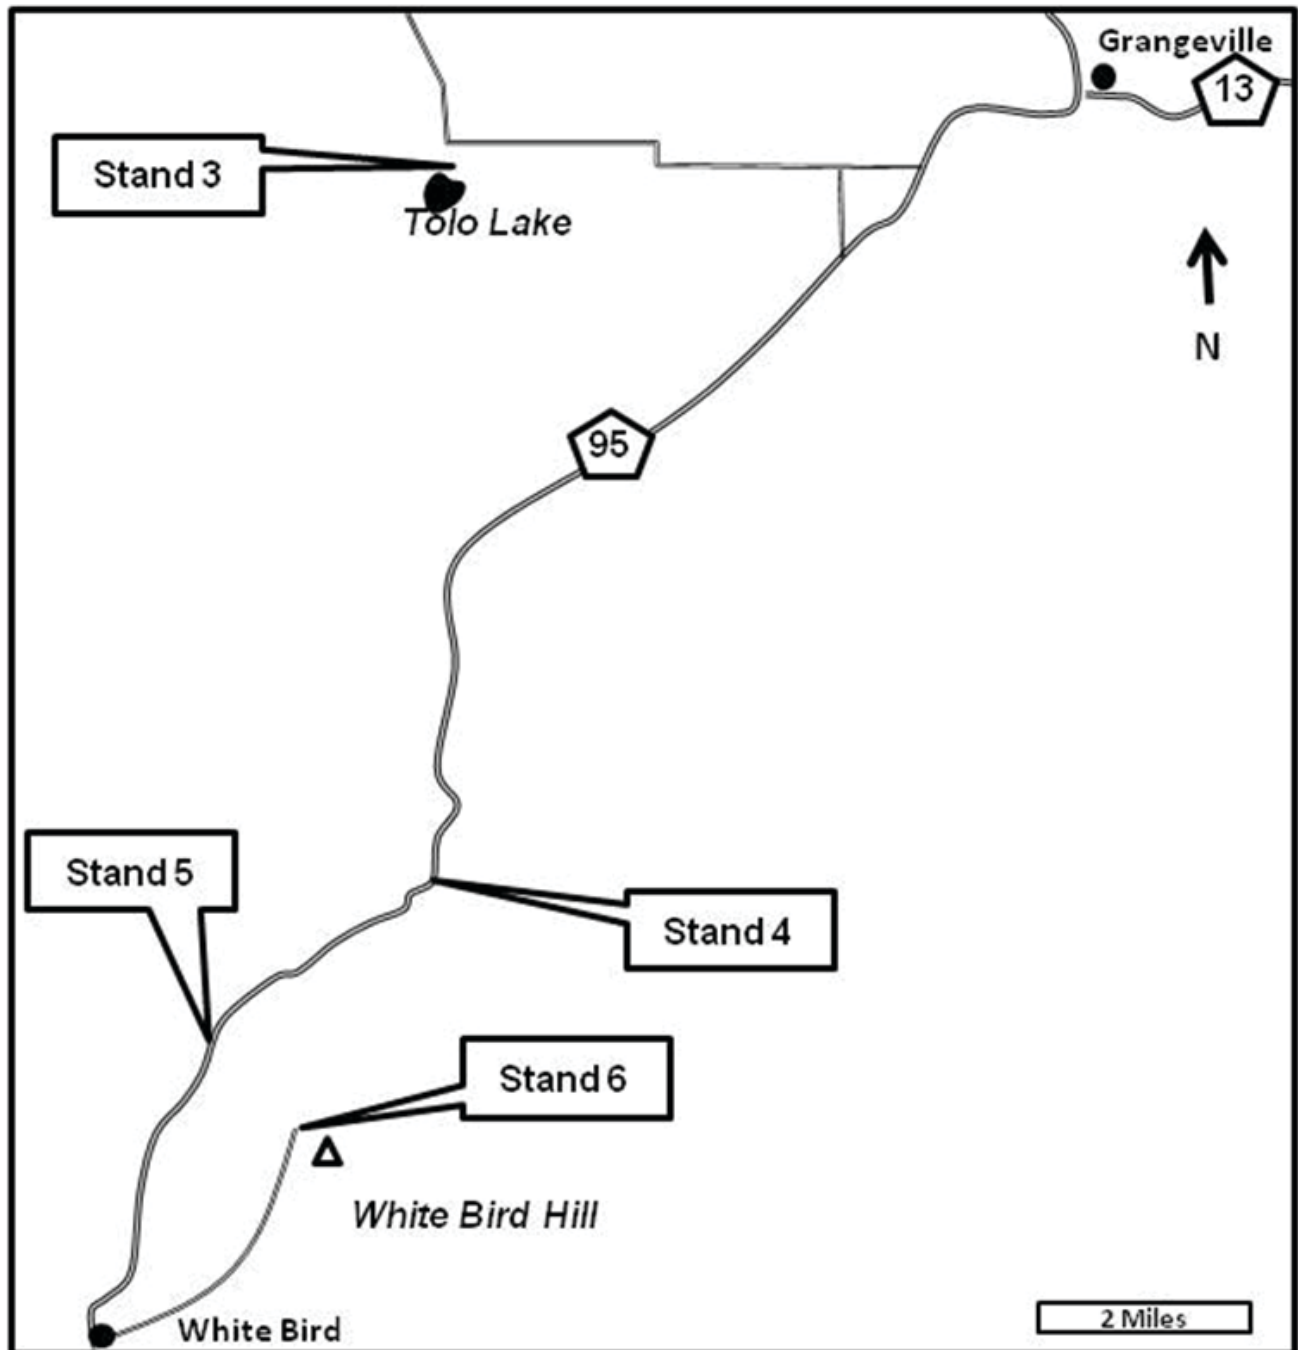 Grangeville
13
Stand 3
Tolo Lake
N
95
Stand 5
Stand 4
Stand 6
White Bird Hill
2 Miles
White Bird